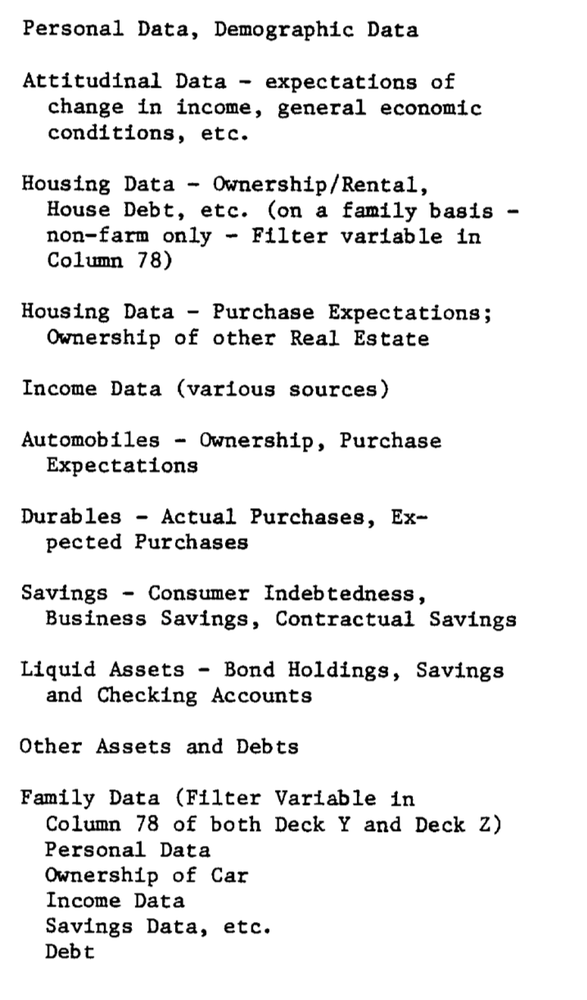 Personal Data, Demographic Data
Attitudinal Data - expectations of
change in income, general economic
conditions, etc.
Housing Data - Ownership/Rental,
House Debt, etc. (on a family basis -
non-farm only - Filter variable in
Column 78)
Housing Data - Purchase Expectations;
Ownership of other Real Estate
Income Data (various sources)
Automobiles - Ownership, Purchase
Expectations
Durables - Actual Purchases, Ex-
pected Purchases
Savings - Consumer Indebtedness,
Business Savings, Contractual Savings
Liquid Assets - Bond Holdings, Savings
and Checking Accounts
Other Assets and Debts
Family Data (Filter Variable in
Column 78 of both Deck Y and Deck Z)
Personal Data
Ownership of Car
Income Data
Savings Data, etc.
Debt